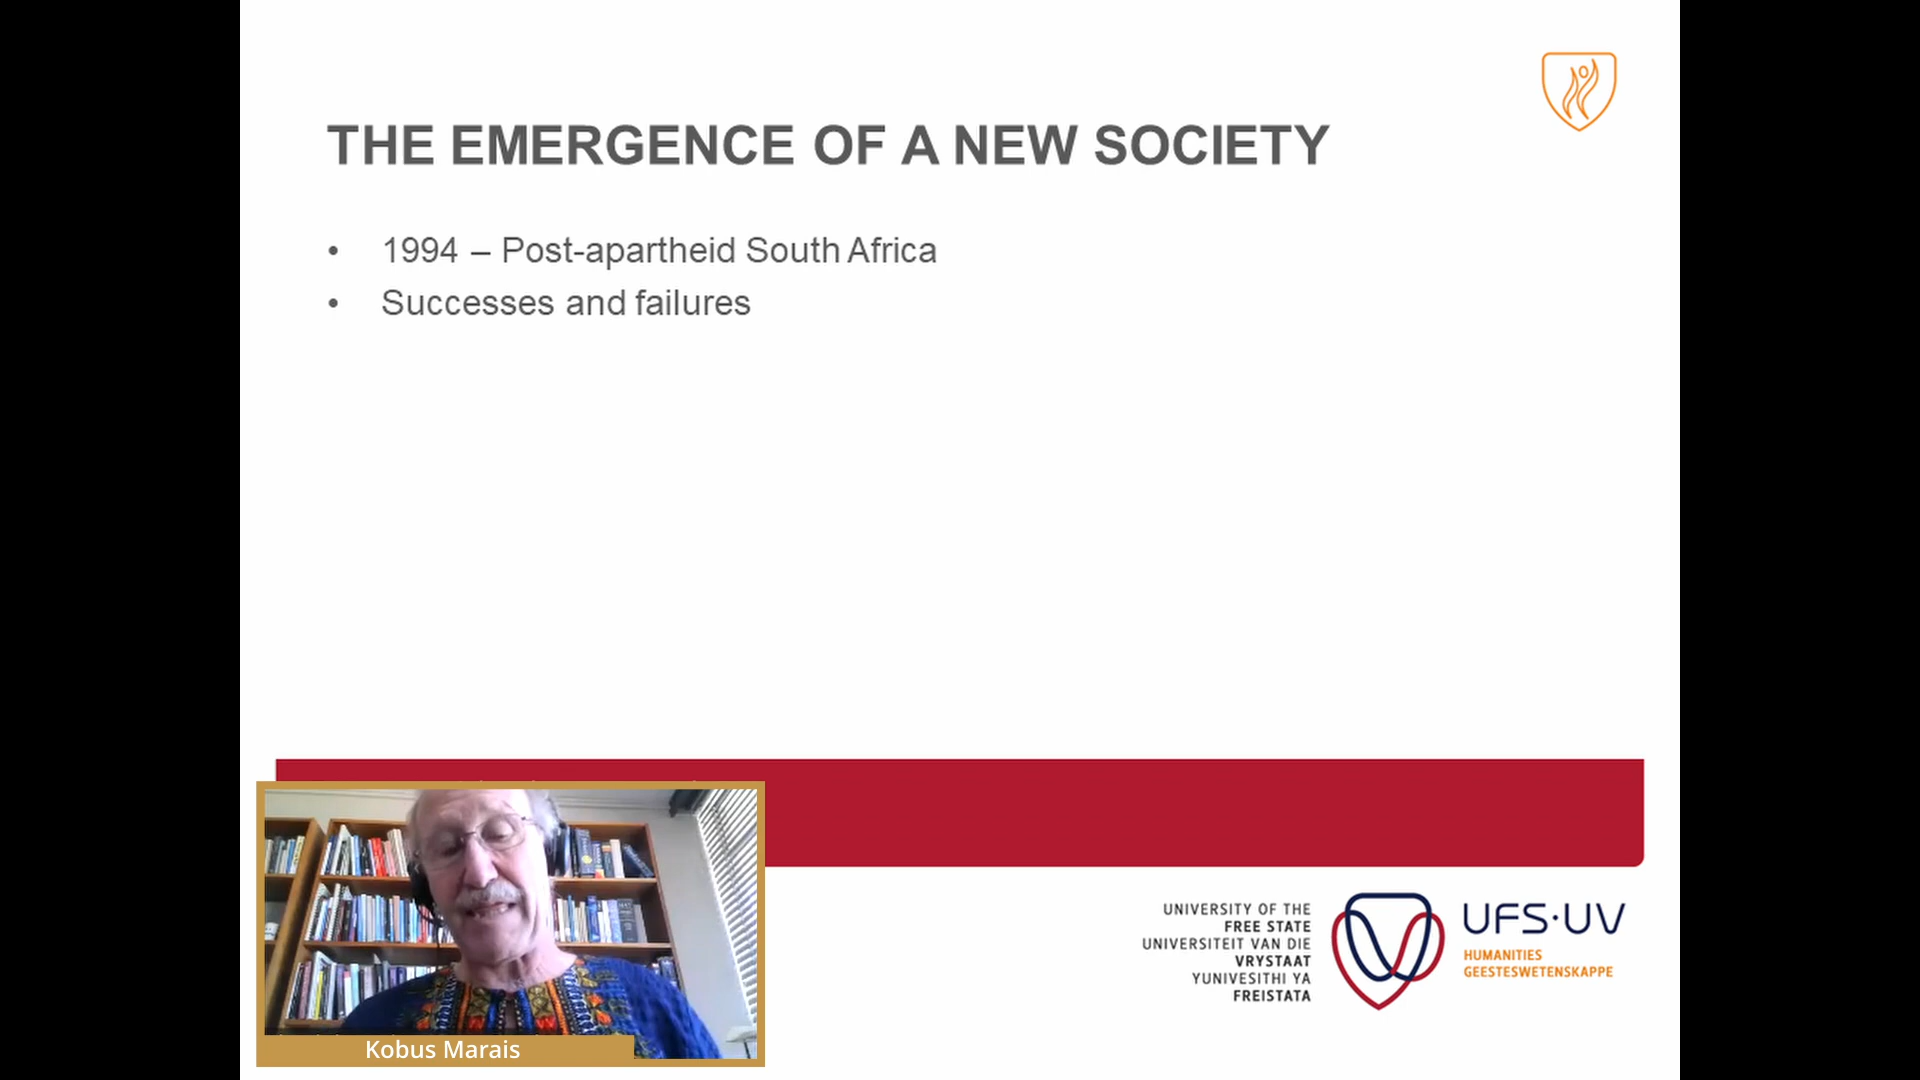 THE EMERGENCE OF A NEW SOCIETY
• 1994 – Post-apartheid South Africa
• Successes and failures
UNIVERSITY OF THE
FREE STATE
UNIVERSITEIT VAN DIE
VRYSTAAT
YUNIVESITHI YA
FREISTATA
UFS·UV
HUMANITIES
GEESTESWETENSKAPPE
Kobus Marais